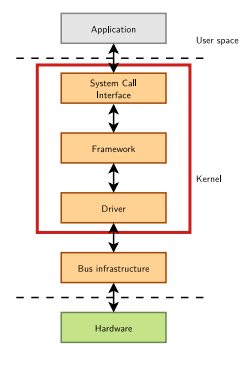 Application
User space
System Call
Interface
Framework
Kernel
Driver
Bus infrastructure
Hardware